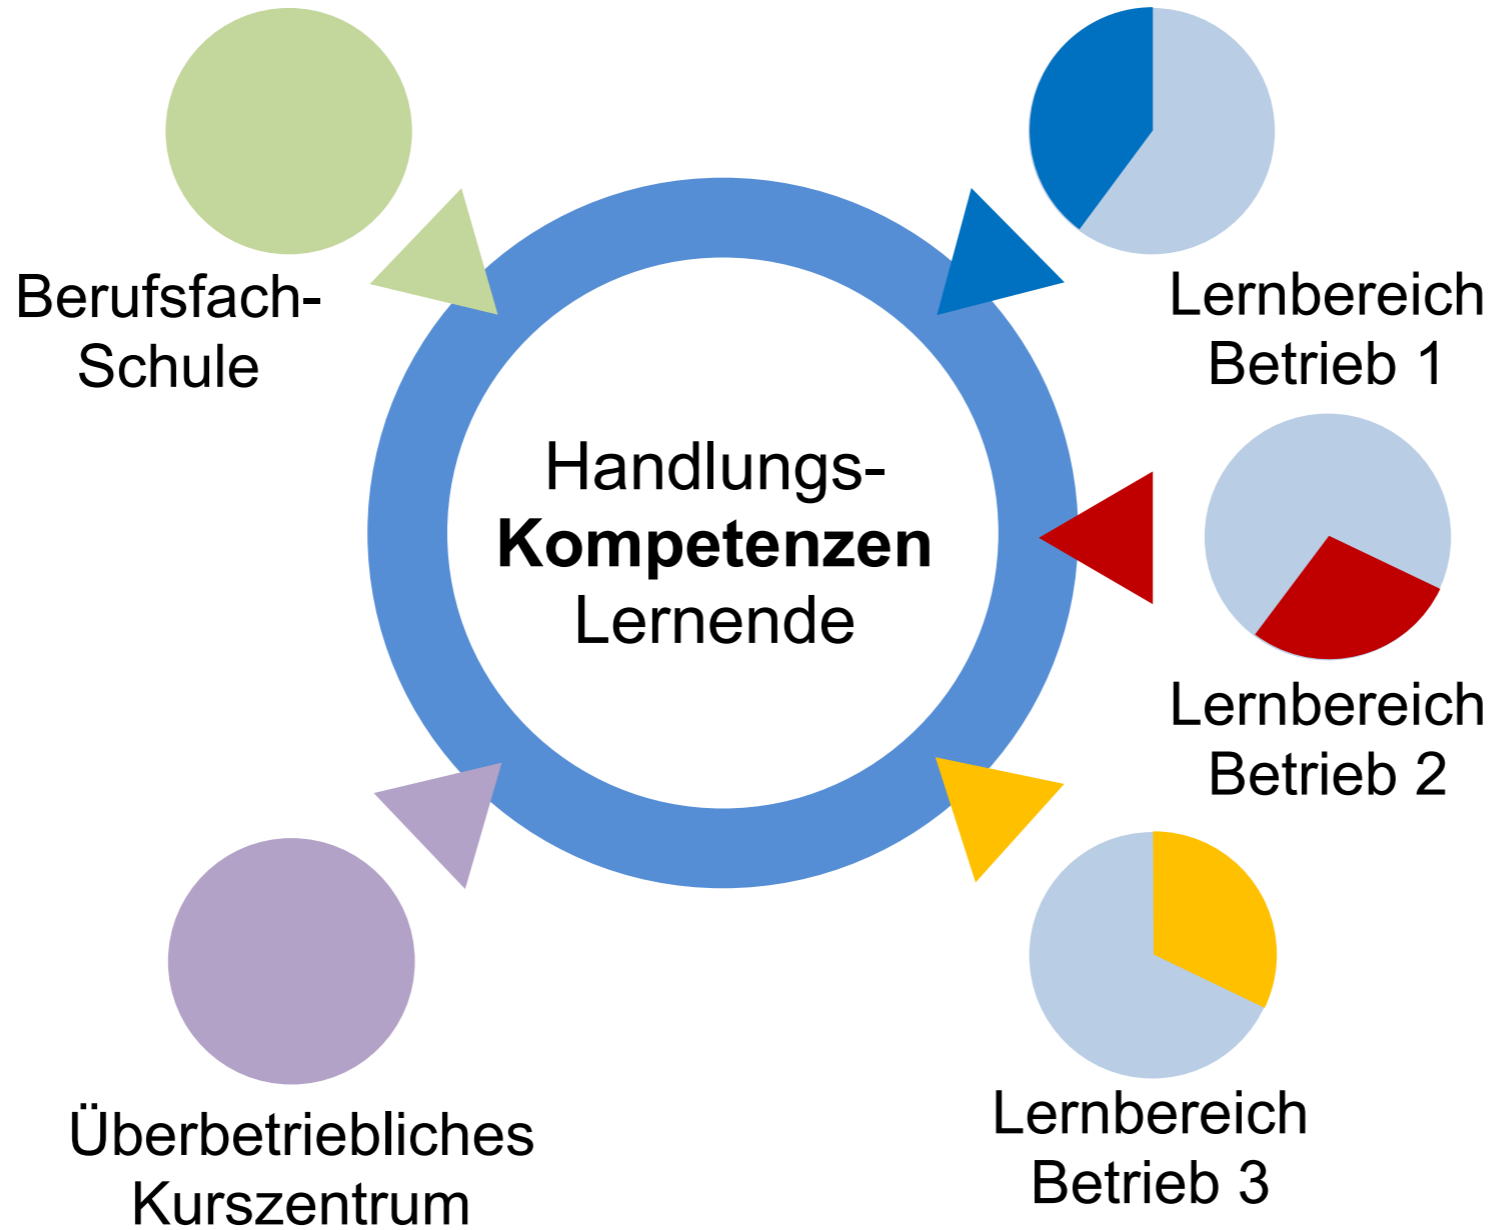 Berufsfach-
Schule
Lernbereich
Betrieb 1
Handlungs-
Kompetenzen
Lernende
Lernbereich
Betrieb 2
Überbetriebliches
Kurszentrum
Lernbereich
Betrieb 3